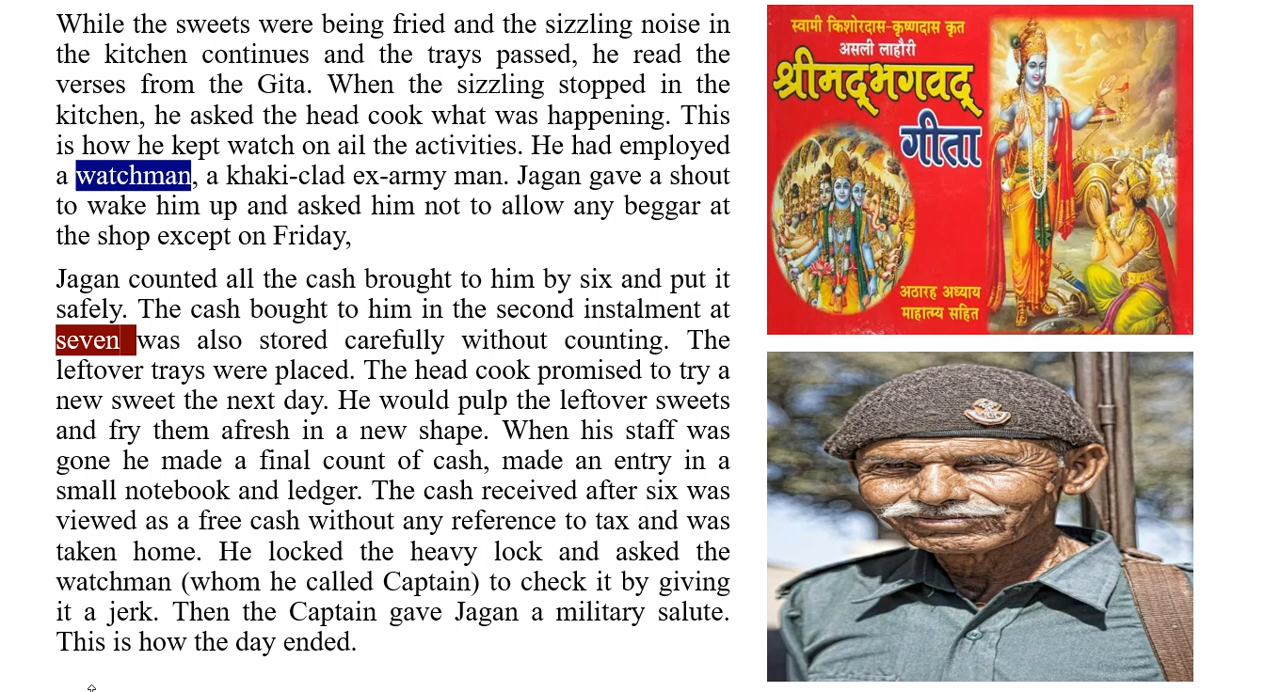 While the sweets were being fried and the sizzling noise in
the kitchen continues and the trays passed, he read the
verses from the Gita. When the sizzling stopped in the
kitchen, he asked the head cook what was happening. This
is how he kept watch on ail the activities. He had employed
a watchman, a khaki-clad ex-army man. Jagan gave a shout
to wake him up and asked him not to allow any beggar at
the shop except on Friday,
Jagan counted all the cash brought to him by six and put it
safely. The cash bought to him in the second instalment at
seven was also stored carefully without counting. The
leftover trays were placed. The head cook promised to try a
new sweet the next day. He would pulp the leftover sweets
and fry them afresh in a new shape. When his staff was
gone he made a final count of cash, made an entry in a
small notebook and ledger. The cash received after six was
viewed as a free cash without any reference to tax and was
taken home. He locked the heavy lock and asked the
watchman (whom he called Captain) to check it by giving
it a jerk. Then the Captain gave Jagan a military salute.
This is how the day ended.
स्वामी किशोरदास-कृष्णदास कृत
असली लाहौरी
श्रीमद्‌भगवद्
गीता
अठारह अध्याय
माहात्म्य सहित